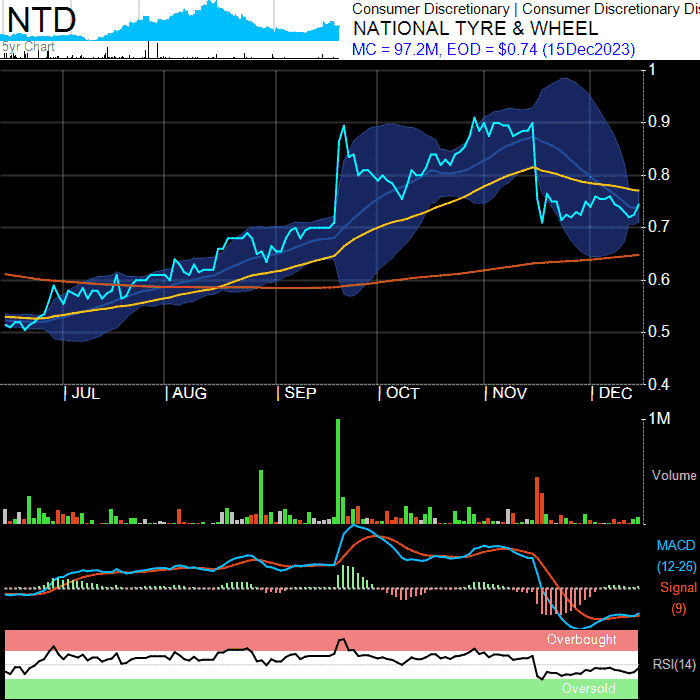 NTD
5yr Chart
Consumer Discretionary | Consumer Discretionary Dis
NATIONAL TYRE & WHEEL
MC = 97.2M, EOD = $0.74 (15Dec2023)
1
0.9
0.8
0.7
0.6
0.5
0.4
| JUL | AUG | SEP | OCT | NOV | DEC
1M
Volume
MACD
(12-26)
Signal
(9)
Overbought
RSI(14)
Oversold